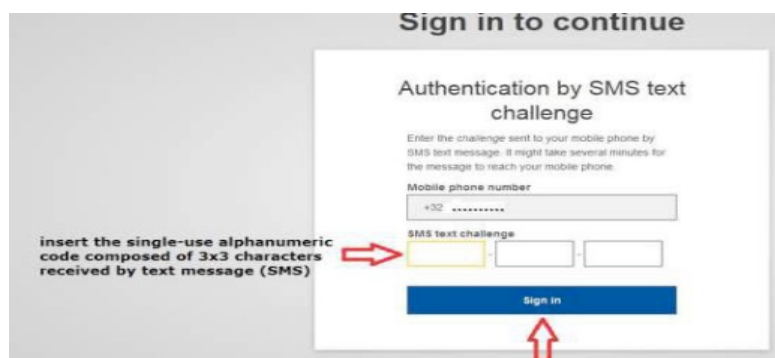 Sign in to continue
Authentication by SMS text
challenge
Enter the challenge sent to your mobile phone by
SMS text message. It might take several minutes for
the message to reach your mobile phone.
Mobile phone number
+32 ••••••••••
SMS text challenge
- -
insert the single-use alphanumeric
code composed of 3x3 characters
received by text message (SMS)
Sign in